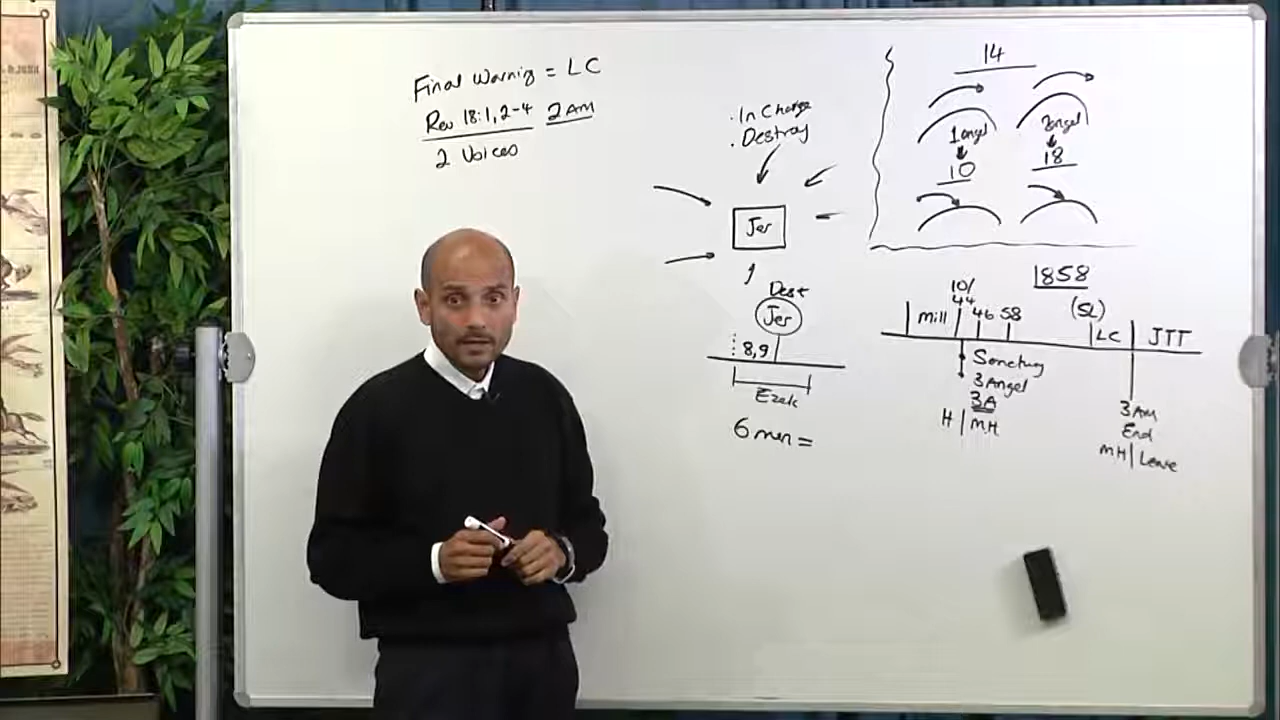 Final Warnig = LC
Rev 18:1,2-4 2 AM
2 Voices
. In Charge
. Destroy
Jer
Dest
Jer
8,9
Ezek
6 men =
14
1 angel
3 angel
10
18
1858
10/
44
mill
46 58
(SL)
LC
JTT
Sanctuary
3 Angel
3A
H | MH
3 AM
End
MH | Leave